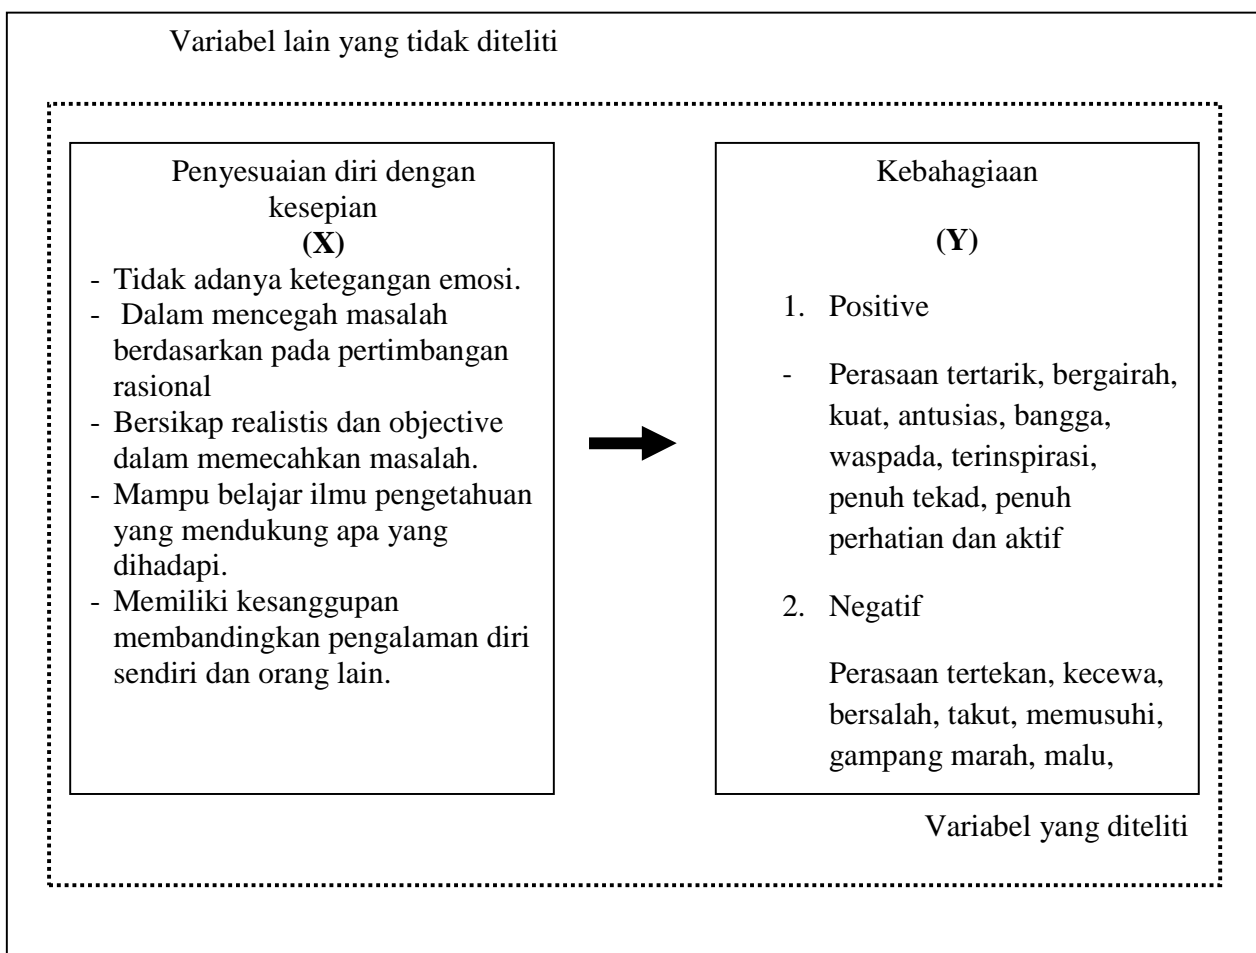 Variabel lain yang tidak diteliti
Penyesuaian diri dengan
kesepian
(X)
- Tidak adanya ketegangan emosi.
- Dalam mencegah masalah
berdasarkan pada pertimbangan
rasional
- Bersikap realistis dan objective
dalam memecahkan masalah.
- Mampu belajar ilmu pengetahuan
yang mendukung apa yang
dihadapi.
- Memiliki kesanggupan
membandingkan pengalaman diri
sendiri dan orang lain.
Kebahagiaan
(Y)
1. Positive
- Perasaan tertarik, bergairah,
kuat, antusias, bangga,
waspada, terinspirasi,
penuh tekad, penuh
perhatian dan aktif
2. Negatif
Perasaan tertekan, kecewa,
bersalah, takut, memusuhi,
gampang marah, malu,
Variabel yang diteliti